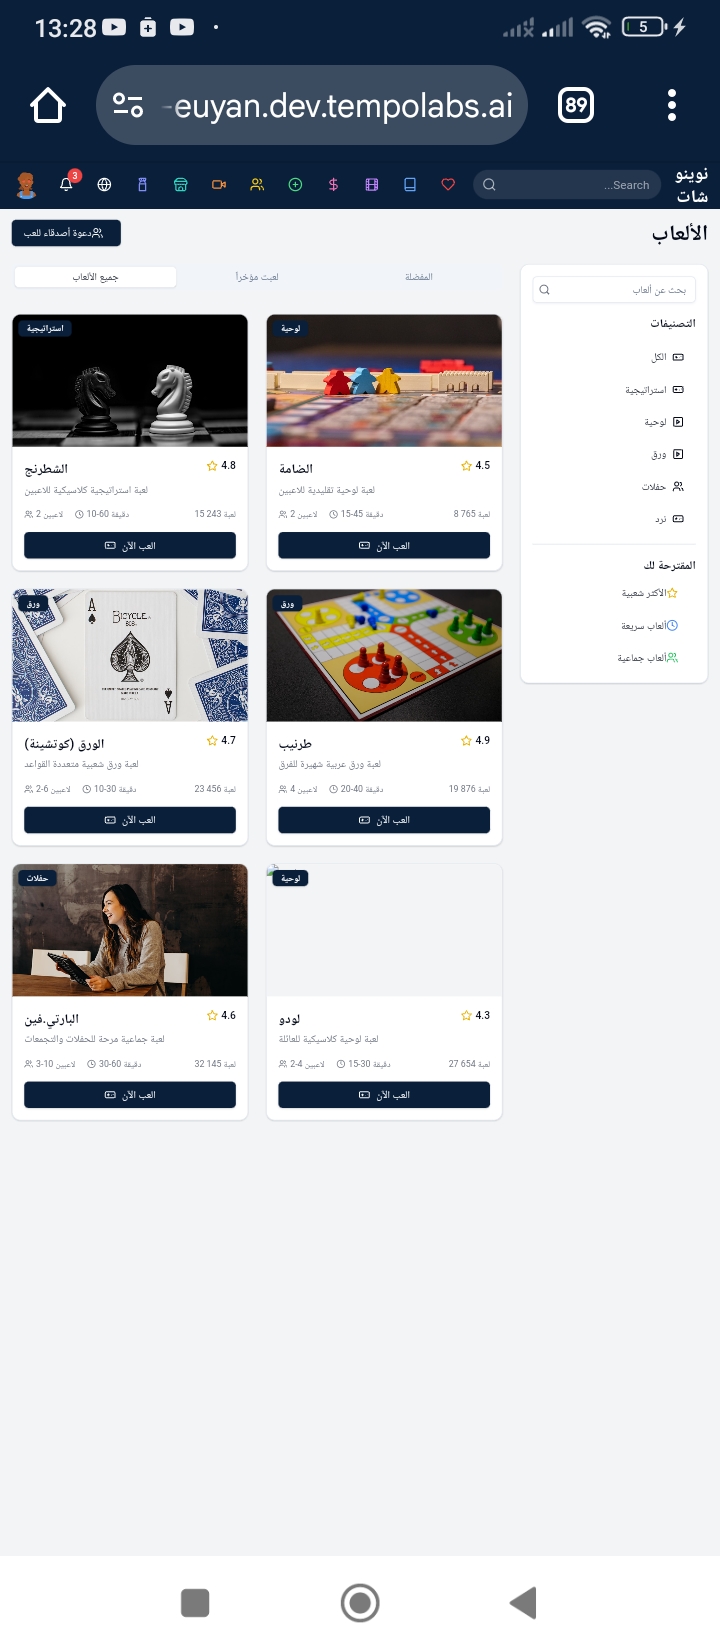 13:28
5
-euyan.dev.tempolabs.ai
89
نوينو
شات
Search...
3
الألعاب
دعوة أصدقاء للعب
بحث عن ألعاب
التصنيفات
الكل
استراتيجية
لوحية
ورق
حفلات
نرد
المقترحة لك
الأكثر شعبية
ألعاب سريعة
ألعاب جماعية
المفضلة
لعبت مؤخراً
جميع الألعاب
لوحية
الضامة
4.5
لعبة لوحية تقليدية للاعبين
2 لاعبين
15-45 دقيقة
8 765 لعبة
العب الآن
استراتيجية
الشطرنج
4.8
لعبة استراتيجية كلاسيكية للاعبين
2 لاعبين
10-60 دقيقة
15 243 لعبة
العب الآن
ورق
طرنيب
4.9
لعبة ورق عربية شهيرة للفرق
4 لاعبين
20-40 دقيقة
19 876 لعبة
العب الآن
ورق
A
BICYCLE
808
A
الورق (كوتشينة)
4.7
لعبة ورق شعبية متعددة القواعد
2-6 لاعبين
10-30 دقيقة
23 456 لعبة
العب الآن
لوحية
لودو
4.3
لعبة لوحية كلاسيكية للعائلة
2-4 لاعبين
15-30 دقيقة
27 654 لعبة
العب الآن
حفلات
البارتي.فين
4.6
لعبة جماعية مرحة للحفلات والتجمعات
3-10 لاعبين
30-60 دقيقة
32 145 لعبة
العب الآن